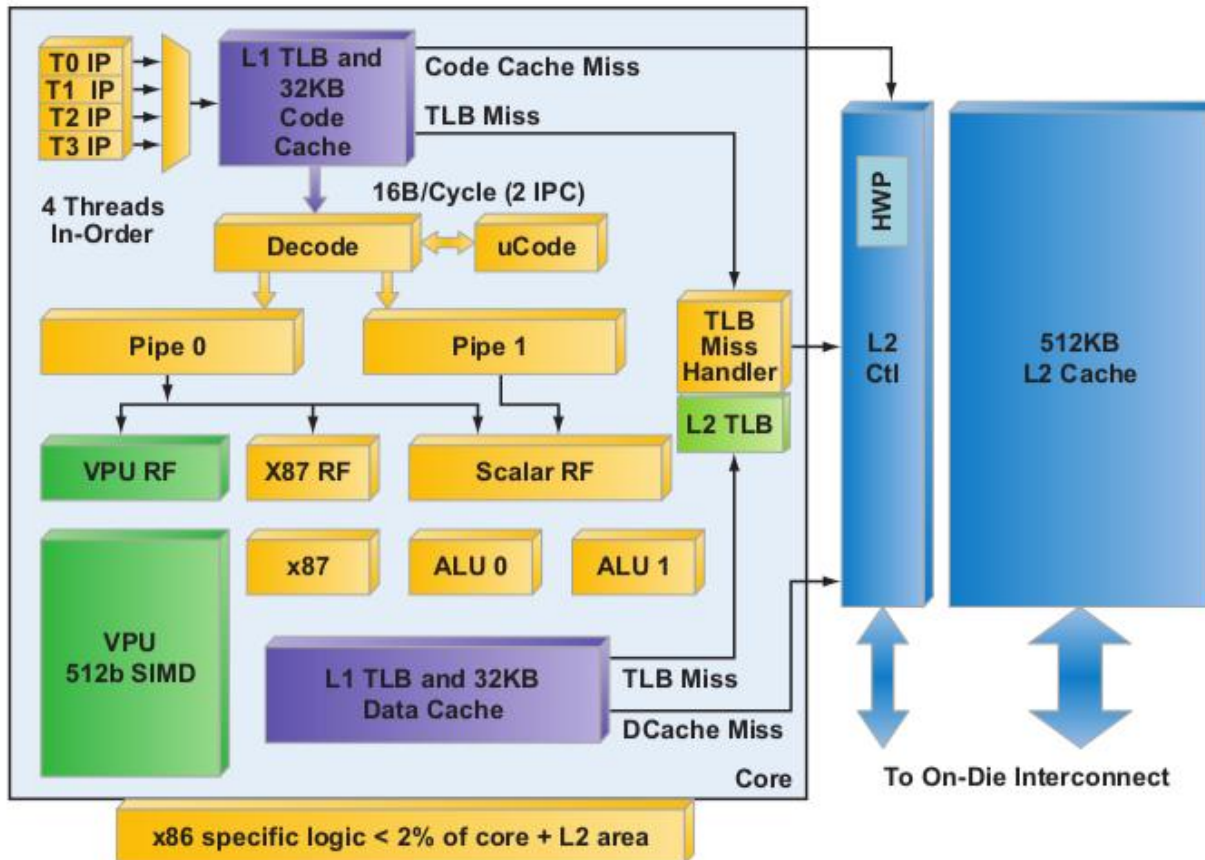 T0 IP
T1 IP
T2 IP
T3 IP
4 Threads
In-Order
L1 TLB and
32KB
Code
Cache
Code Cache Miss
TLB Miss
16B/Cycle (2 IPC)
Decode
uCode
Pipe 0
Pipe 1
TLB
Miss
Handler
L2 TLB
HWP
L2
Ctl
512KB
L2 Cache
VPU RF
X87 RF
Scalar RF
x87
ALU 0
ALU 1
VPU
512b SIMD
L1 TLB and 32KB
Data Cache
TLB Miss
DCache Miss
Core
To On-Die Interconnect
x86 specific logic < 2% of core + L2 area